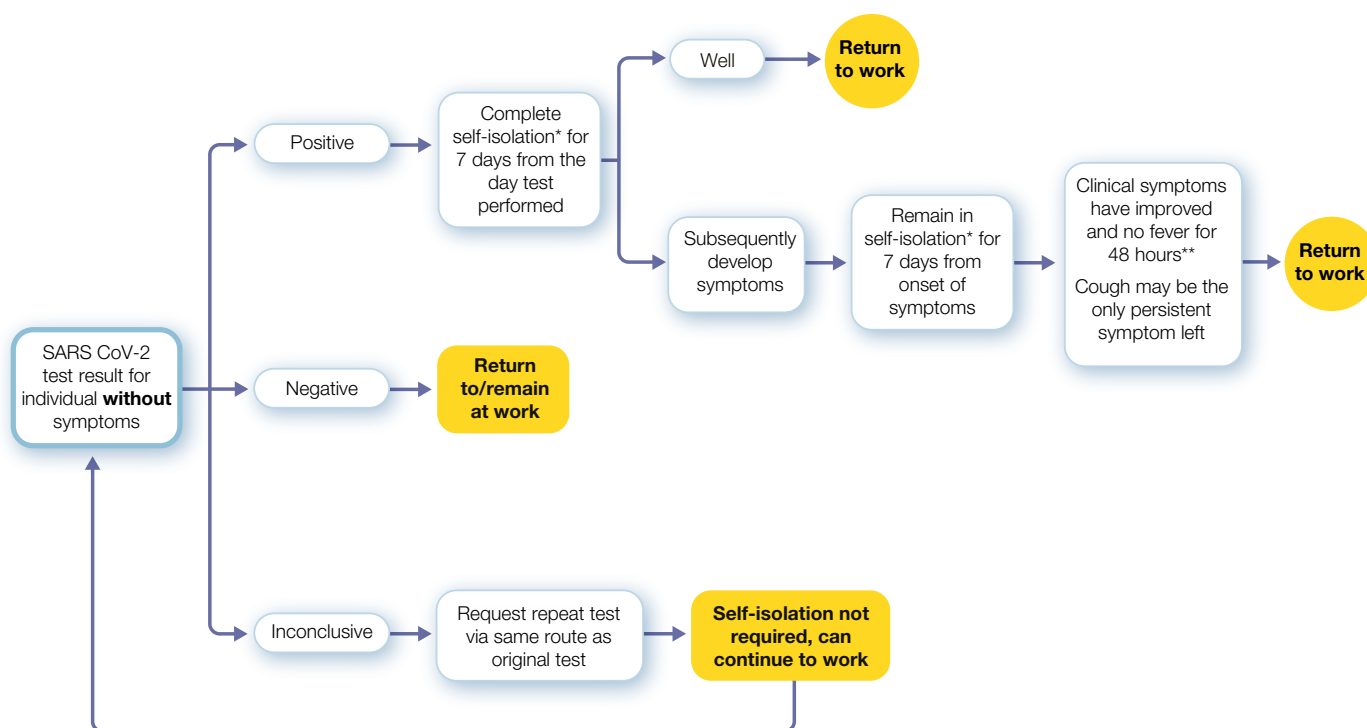 Well
Return
to work
Positive
Complete
self-isolation* for
7 days from the
day test
performed
Subsequently
develop
symptoms
Remain in
self-isolation* for
7 days from
onset of
symptoms
Clinical symptoms
have improved
and no fever for
48 hours**
Cough may be the
only persistent
symptom left
Return
to work
SARS CoV-2
test result for
individual without
symptoms
Negative
Return
to/remain
at work
Inconclusive
Request repeat test
via same route as
original test
Self-isolation not
required, can
continue to work